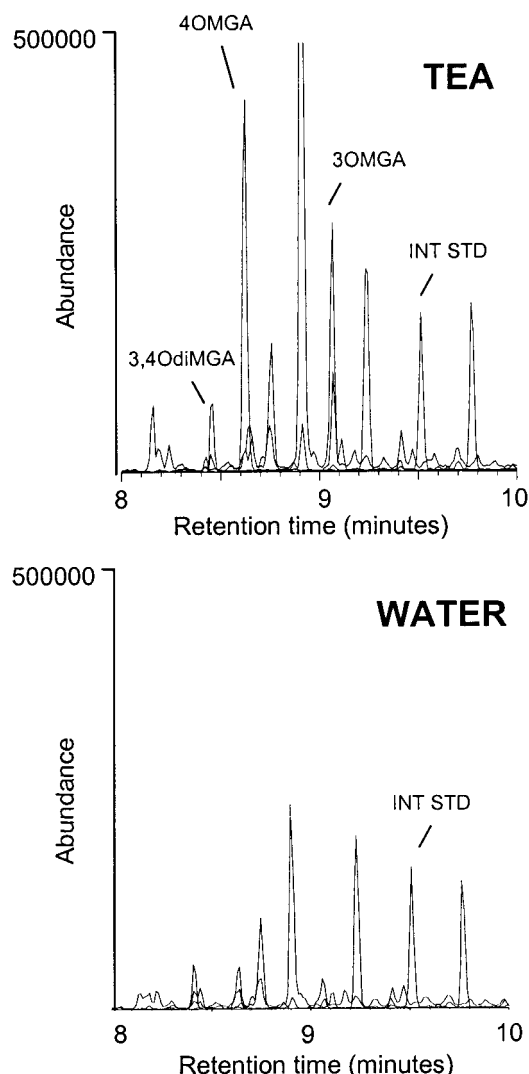 500000
4OMGA
TEA
3OMGA
INT STD
3,4OdiMGA
Abundance
8 9 10
Retention time (minutes)
500000
WATER
INT STD
Abundance
8 9 10
Retention time (minutes)